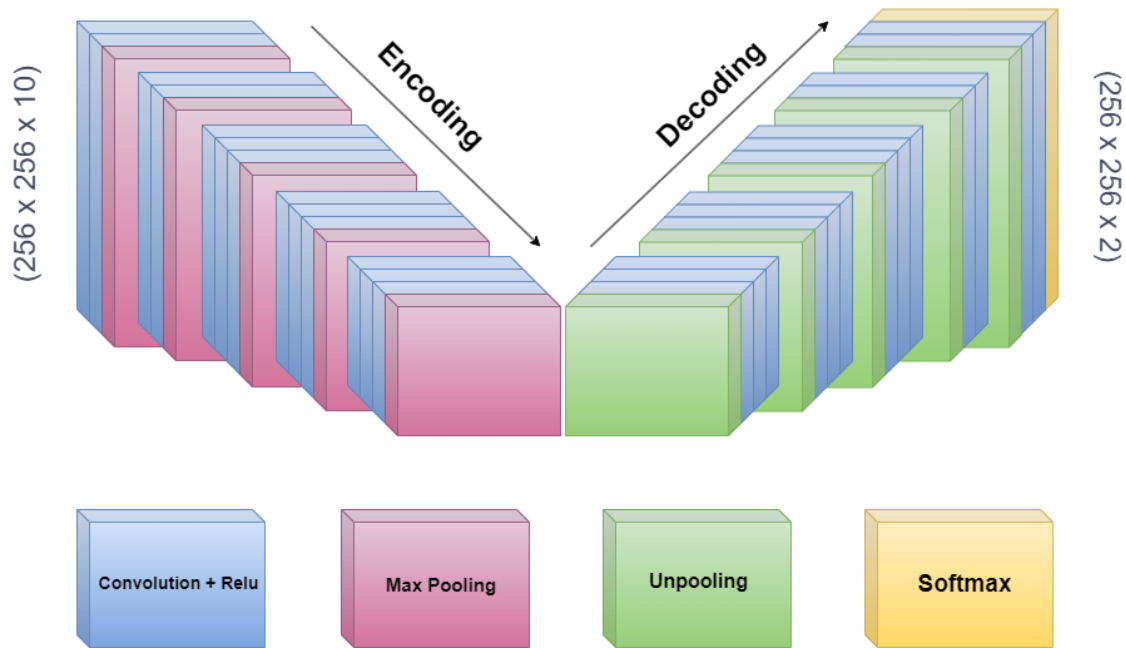 (256 x 256 x 10)
Encoding
Decoding
(256 x 256 x 2)
Convolution + Relu
Max Pooling
Unpooling
Softmax